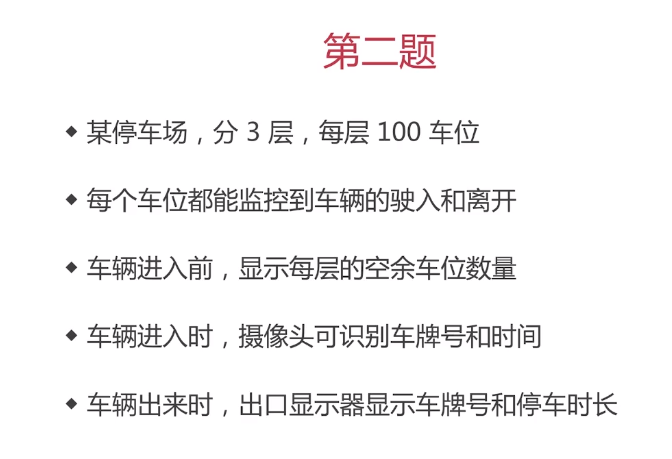 第二题
◆ 某停车场，分 3 层，每层 100 车位
◆ 每个车位都能监控到车辆的驶入和离开
◆ 车辆进入前，显示每层的空余车位数量
◆ 车辆进入时，摄像头可识别车牌号和时间
◆ 车辆出来时，出口显示器显示车牌号和停车时长